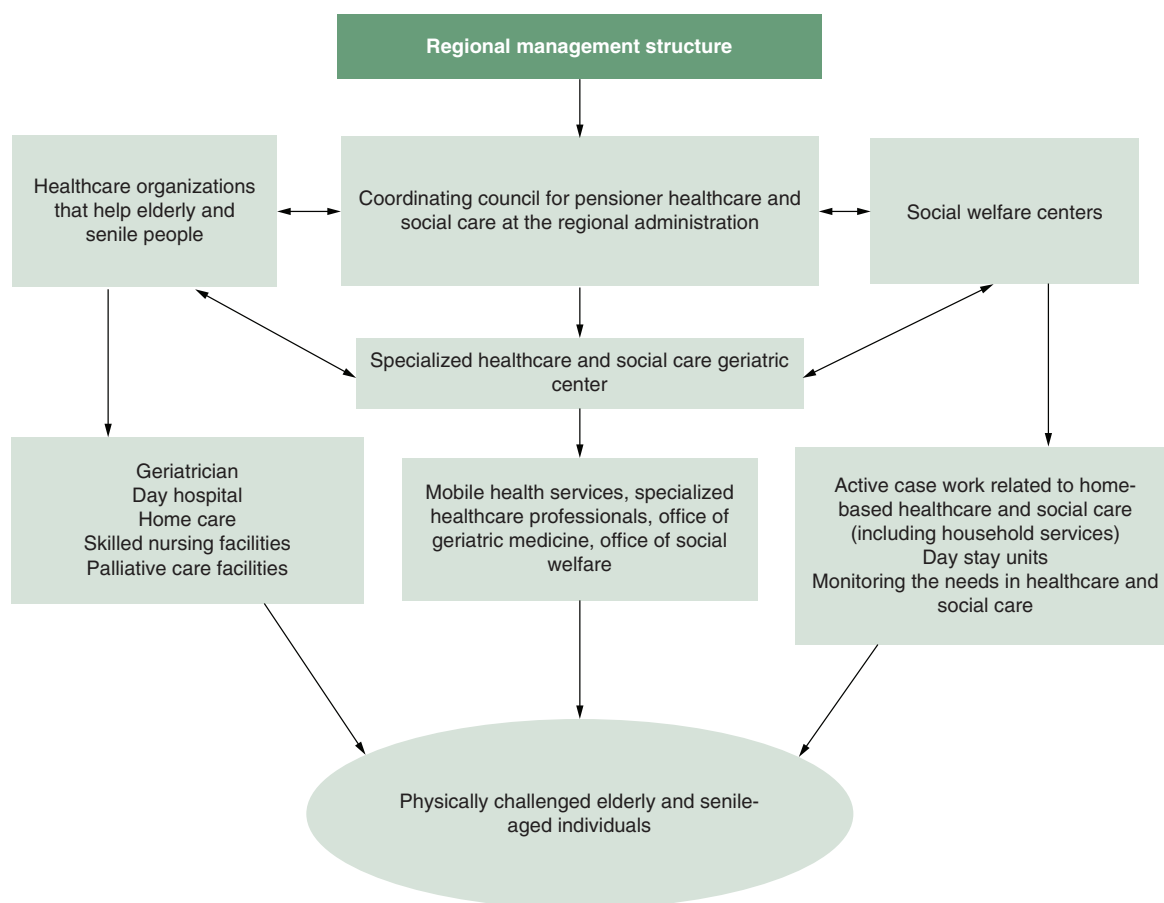 Regional management structure
Healthcare organizations
that help elderly and
senile people
Coordinating council for pensioner healthcare and
social care at the regional administration
Social welfare centers
Specialized healthcare and social care geriatric
center
Geriatrician
Day hospital
Home care
Skilled nursing facilities
Palliative care facilities
Mobile health services, specialized
healthcare professionals, office of
geriatric medicine, office of social
welfare
Active case work related to home-
based healthcare and social care
(including household services)
Day stay units
Monitoring the needs in healthcare and
social care
Physically challenged elderly and senile-
aged individuals